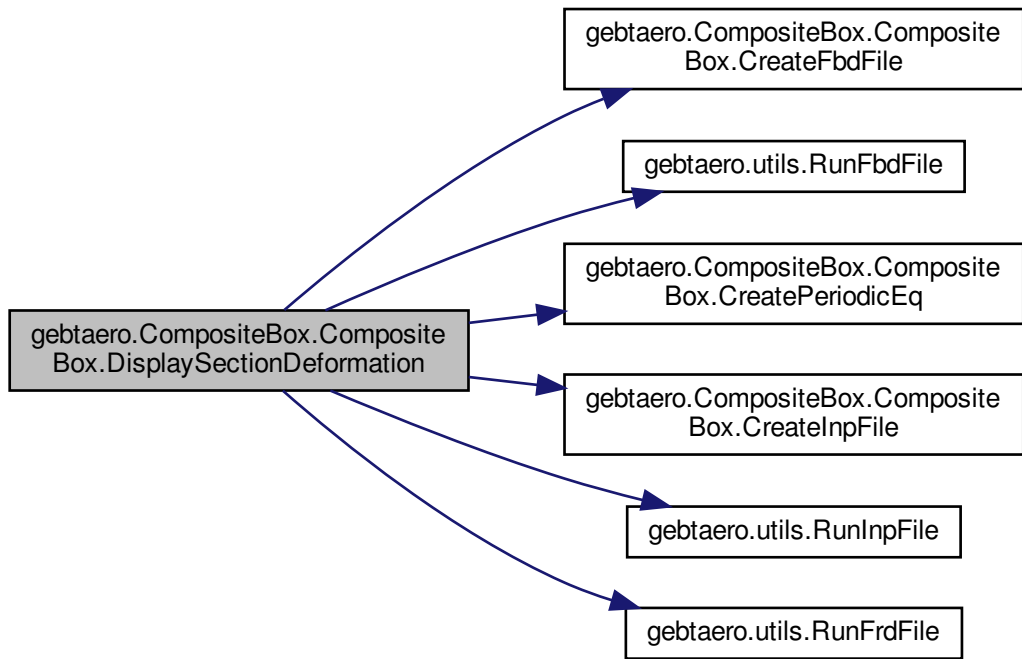 gebtaero.CompositeBox.Composite
Box.CreateFbdFile
gebtaero.utils.RunFbdFile
gebtaero.CompositeBox.Composite
Box.CreatePeriodicEq
gebtaero.CompositeBox.Composite
Box.DisplaySectionDeformation
gebtaero.CompositeBox.Composite
Box.CreateInpFile
gebtaero.utils.RunInpFile
gebtaero.utils.RunFrdFile